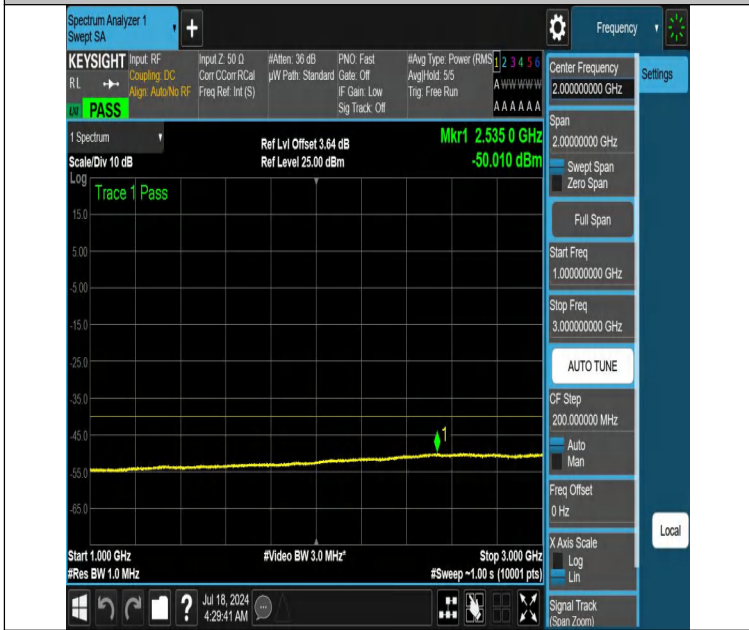 Spectrum Analyzer 1
Swept SA
+
Frequency
KEYSIGHT
RL
LXI PASS
Input: RF
Coupling: DC
Align: Auto/No RF
Input Z: 50 Ω
Corr CCorr RCal
Freq Ref: Int (S)
#Atten: 36 dB
µW Path: Standard
PNO: Fast
Gate: Off
IF Gain: Low
Sig Track: Off
#Avg Type: Power (RMS
Avg|Hold: 5/5
Trig: Free Run
1 2 3 4 5 6
A W W W W W
A A A A A A
Center Frequency
2.000000000 GHz
Settings
Span
2.00000000 GHz
Swept Span
Zero Span
Full Span
Start Freq
1.000000000 GHz
Stop Freq
3.000000000 GHz
AUTO TUNE
CF Step
200.000000 MHz
Auto
Man
Freq Offset
0 Hz
X Axis Scale
Log
Lin
Signal Track
(Span Zoom)
Local
1 Spectrum
Scale/Div 10 dB
Ref Lvl Offset 3.64 dB
Ref Level 25.00 dBm
Mkr1 2.535 0 GHz
-50.010 dBm
Log
Trace 1 Pass
15.0
5.00
-5.00
-15.0
-25.0
-35.0
-45.0
-55.0
-65.0
1
Start 1.000 GHz
#Res BW 1.0 MHz
#Video BW 3.0 MHz*
Stop 3.000 GHz
#Sweep ~1.00 s (10001 pts)
?
Jul 18, 2024
4:29:41 AM